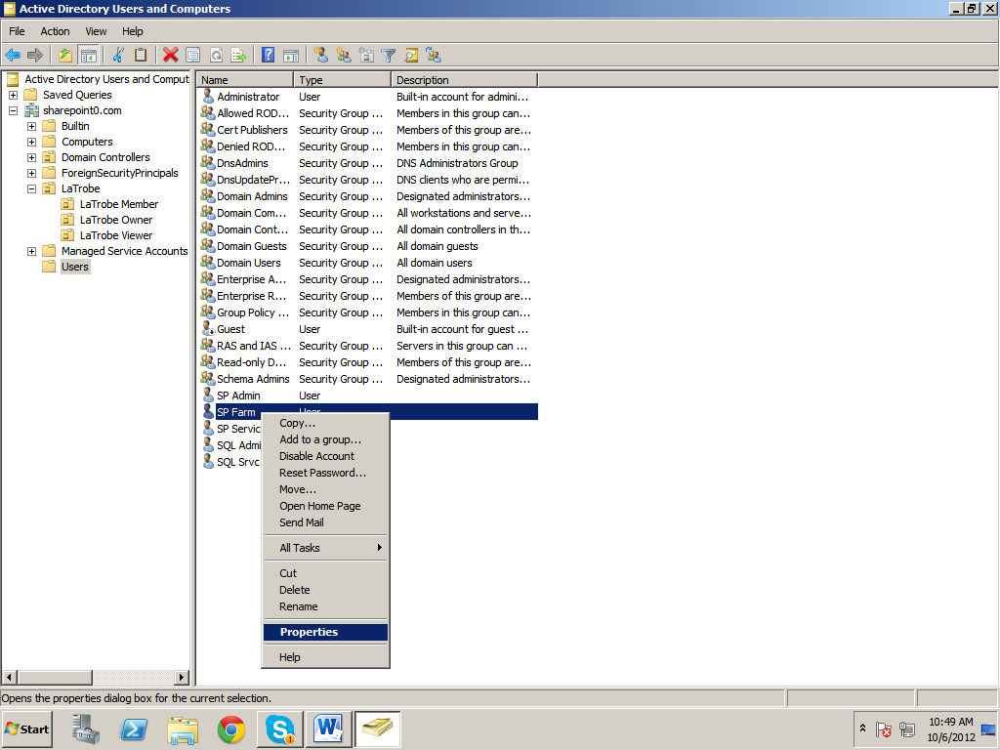 Active Directory Users and Computers
File Action View Help
Active Directory Users and Comput
Saved Queries
sharepoint0.com
Builtin
Computers
Domain Controllers
ForeignSecurityPrincipals
LaTrobe
LaTrobe Member
LaTrobe Owner
LaTrobe Viewer
Managed Service Accounts
Users
Name Type Description
Administrator User Built-in account for admini...
Allowed ROD... Security Group ... Members in this group can...
Cert Publishers Security Group ... Members of this group are...
Denied ROD... Security Group ... Members in this group can...
DnsAdmins Security Group ... DNS Administrators Group
DnsUpdatePr... Security Group ... DNS clients who are permi...
Domain Admins Security Group ... Designated administrators...
Domain Com... Security Group ... All workstations and serve...
Domain Cont... Security Group ... All domain controllers in th...
Domain Guests Security Group ... All domain guests
Domain Users Security Group ... All domain users
Enterprise A... Security Group ... Designated administrators...
Enterprise R... Security Group ... Members of this group are...
Group Policy ... Security Group ... Members in this group can...
Guest User Built-in account for guest ...
RAS and IAS ... Security Group ... Servers in this group can ...
Read-only D... Security Group ... Members of this group are...
Schema Admins Security Group ... Designated administrators...
SP Admin User
SP Farm User
SP Servic
SQL Admi
SQL Srvc
Copy...
Add to a group...
Disable Account
Reset Password...
Move...
Open Home Page
Send Mail
All Tasks
Cut
Delete
Rename
Properties
Help
Opens the properties dialog box for the current selection.
Start
1
10:49 AM
10/6/2012